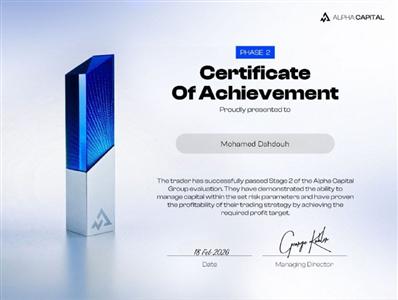 ALPHA CAPITAL
PHASE 2
Certificate
Of Achievement
Proudly presented to
Mohamed Dahdouh
The trader has successfully passed Stage 2 of the Alpha Capital
Group evaluation. They have demonstrated the ability to
manage capital within the set risk parameters and have proven
the profitability of their trading strategy by achieving the
required profit target.
18 Feb 2026
Date
Managing Director